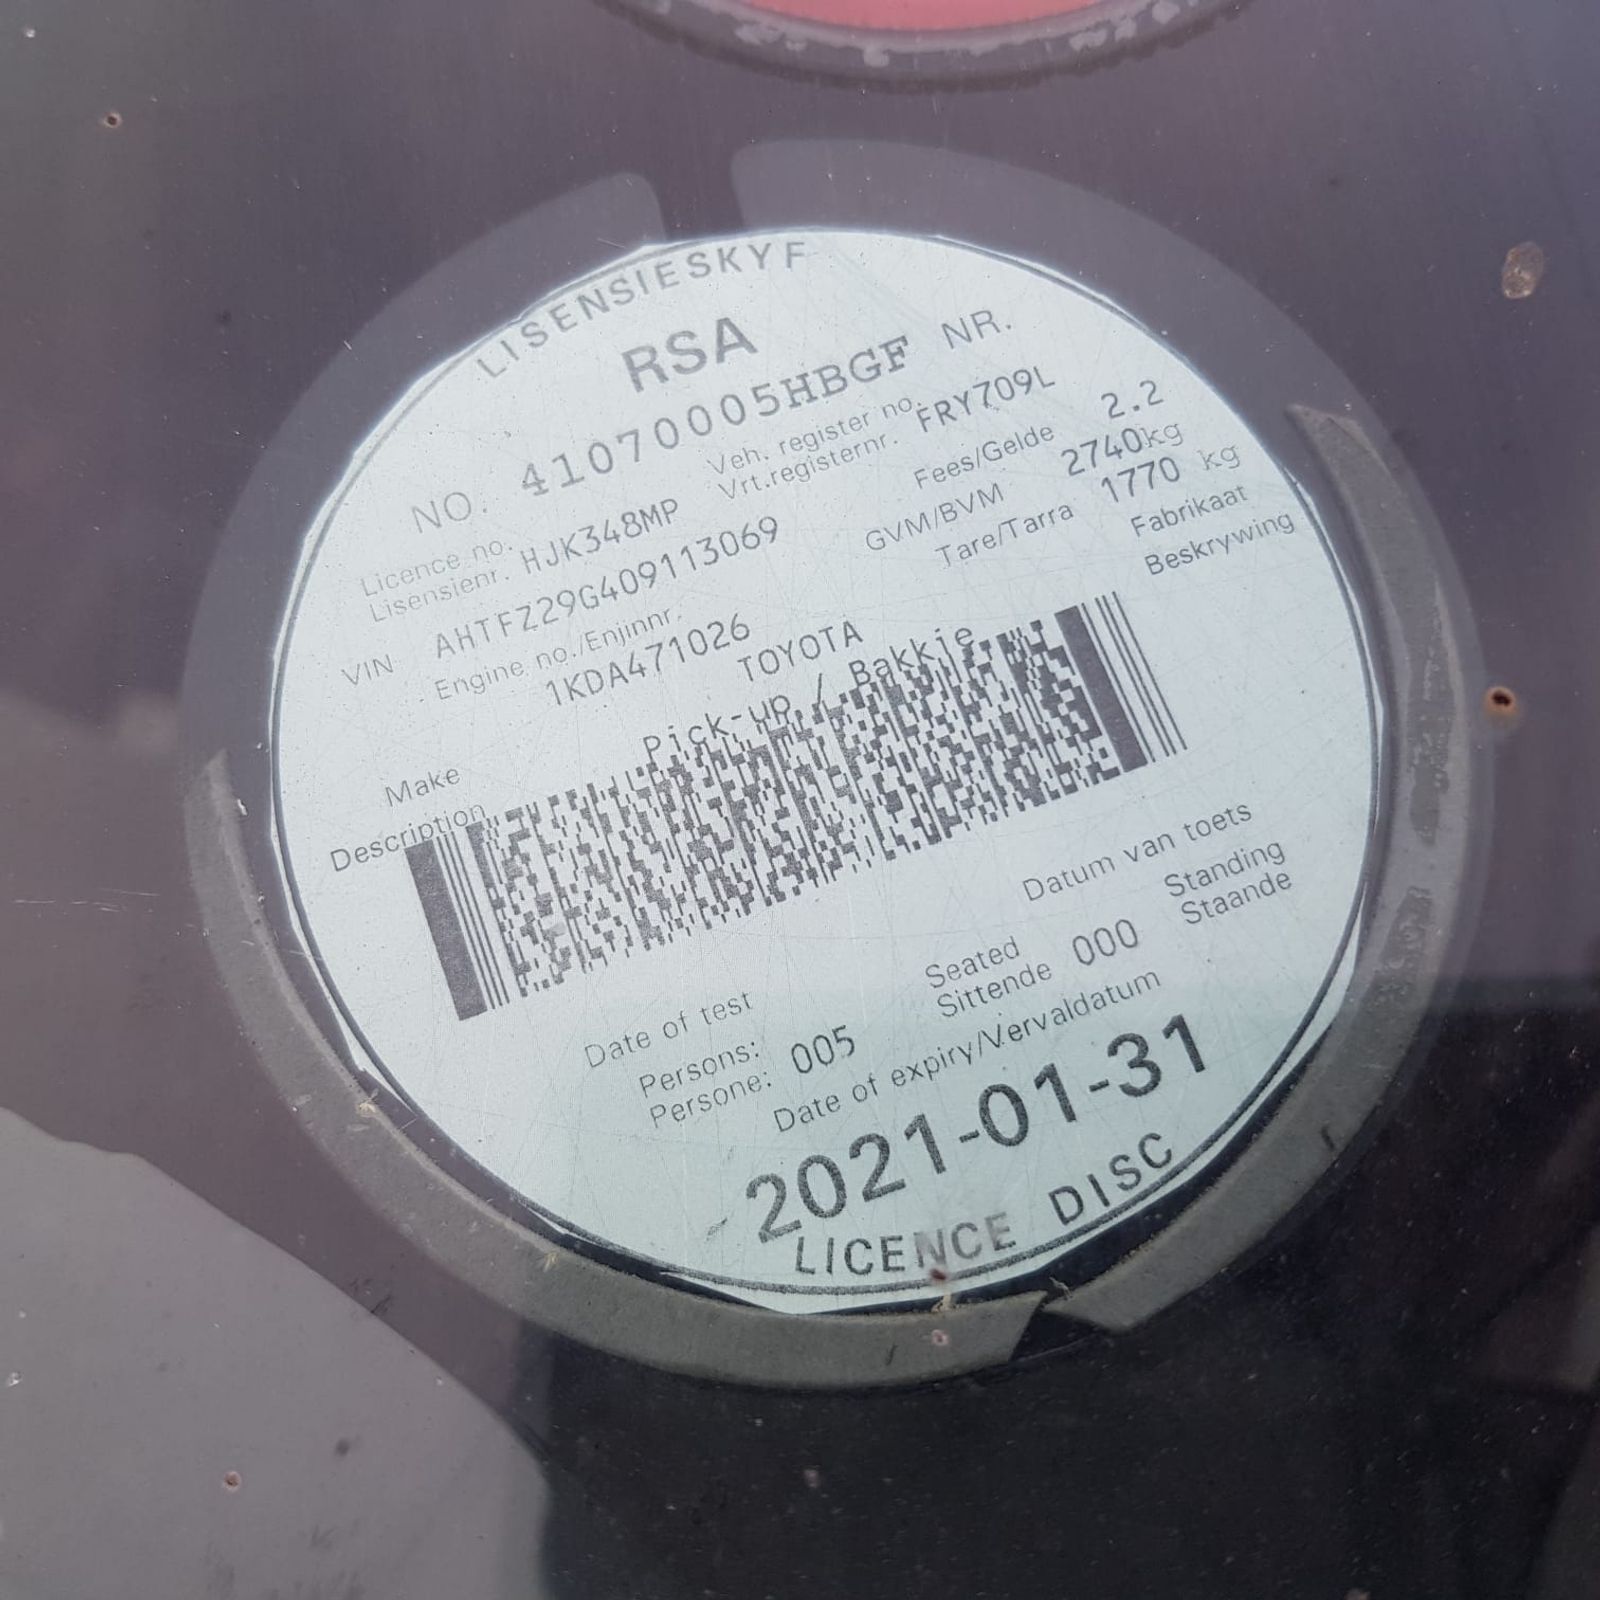 LISENSIESKYF
RSA
NO. 41070005HBGF NR.
Licence no. Veh. register no.
Lisensienr. HJK348MP Vrt.registernr. FRY709L
VIN AHTFZ29G409113069 Fees/Gelde 2.2
Engine no./Enjinnr. GVM/BVM 2740kg
1KDA471026 Tare/Tarra 1770 kg
Make TOYOTA Fabrikaat
Description Pick-up / Bakkie Beskrywing
Date of test Datum van toets
Persons: Seated Standing
Persone: 005 Sittende 000 Staande
Date of expiry/Vervaldatum
2021-01-31
LICENCE DISC